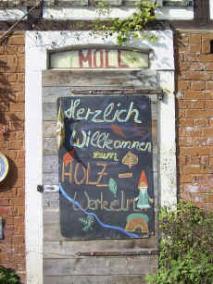 MOLL
Herzlich
Willkommen
zum
HOLZ -
Werkeln